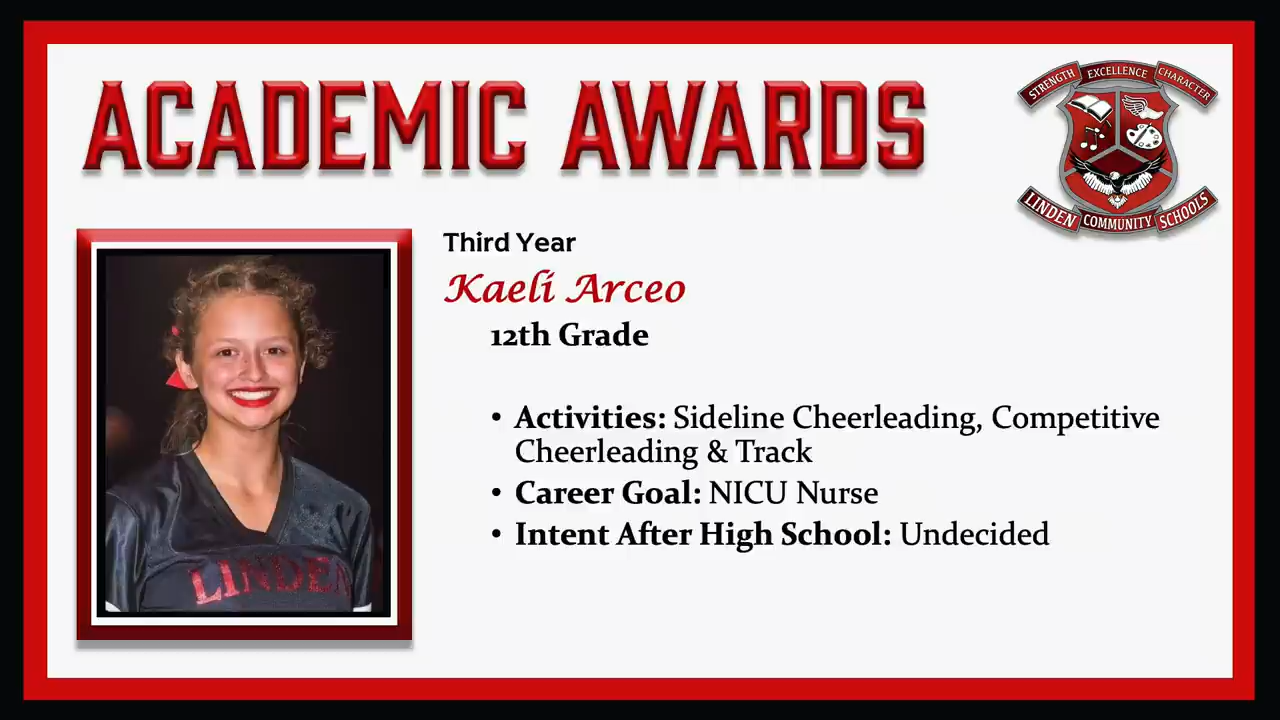 ACADEMIC AWARDS
STRENGTH EXCELLENCE CHARACTER
LINDEN COMMUNITY SCHOOLS
Third Year
Kaeli Arceo
12th Grade
• Activities: Sideline Cheerleading, Competitive
Cheerleading & Track
• Career Goal: NICU Nurse
• Intent After High School: Undecided
LINDEN